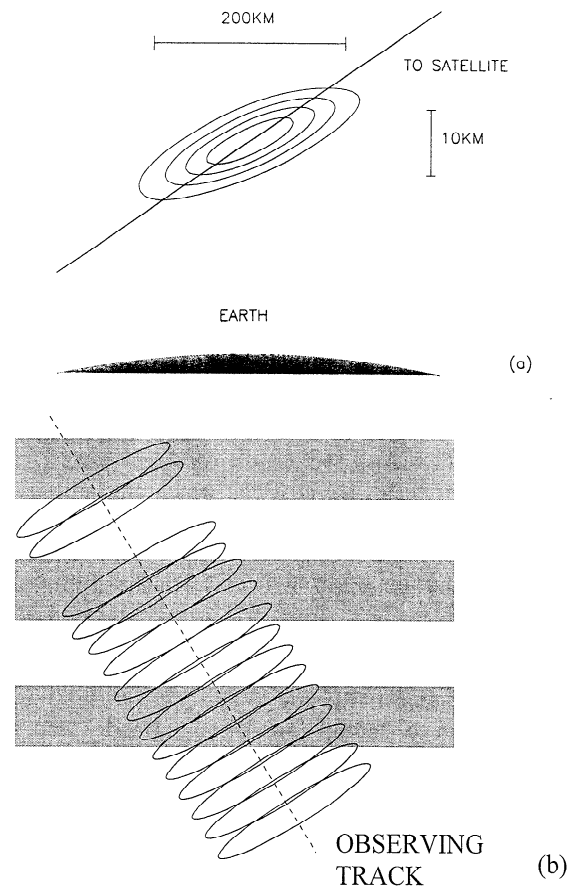 200KM
TO SATELLITE
10KM
EARTH
(a)
OBSERVING
TRACK
(b)